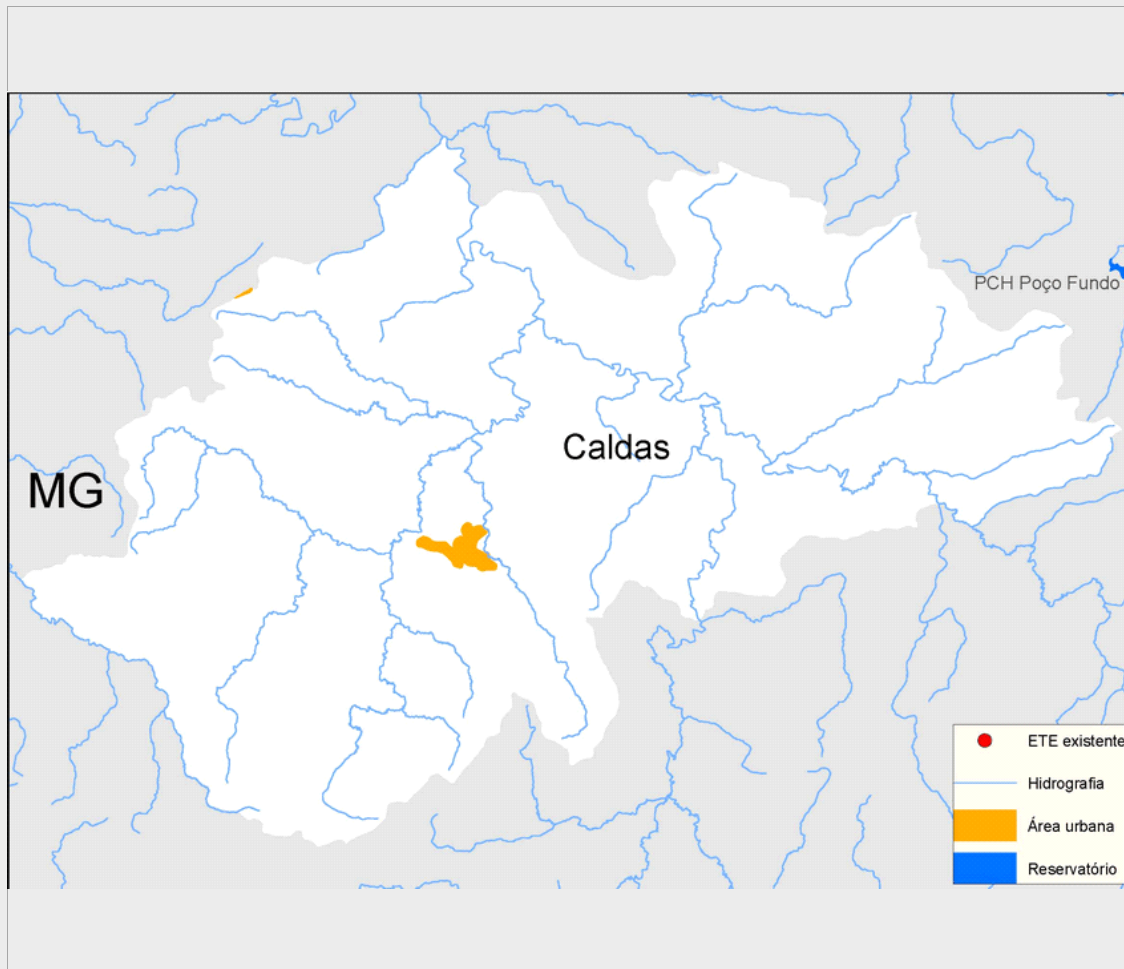 PCH Poço Fundo
Caldas
MG
ETE existente
Hidrografia
Área urbana
Reservatório